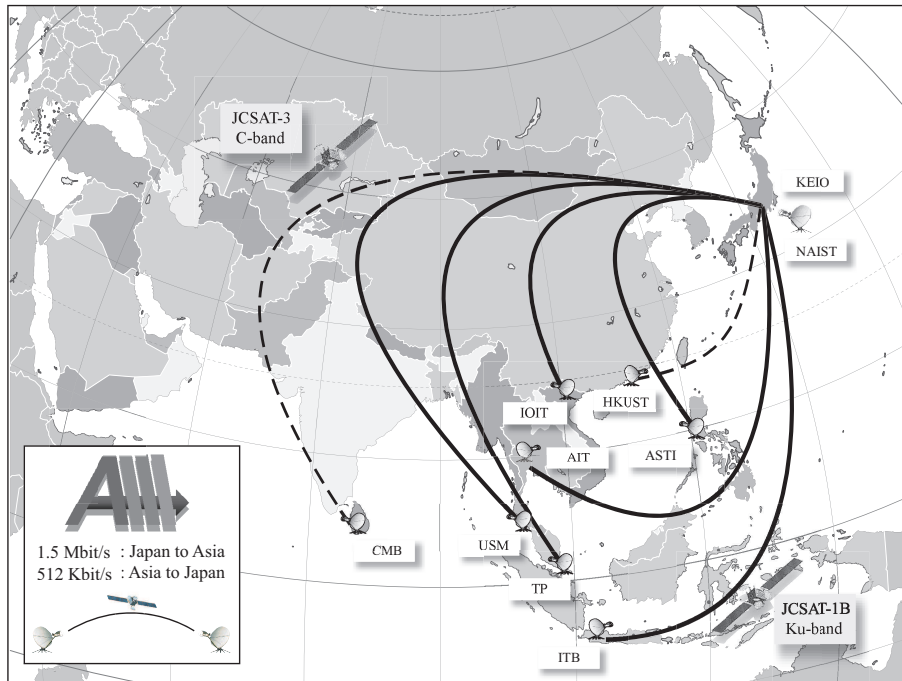 JCSAT-3
C-band
KEIO
NAIST
IOIT
HKUST
AIT
ASTI
CMB
USM
TP
ITB
JCSAT-1B
Ku-band
AIII
1.5 Mbit/s : Japan to Asia
512 Kbit/s : Asia to Japan